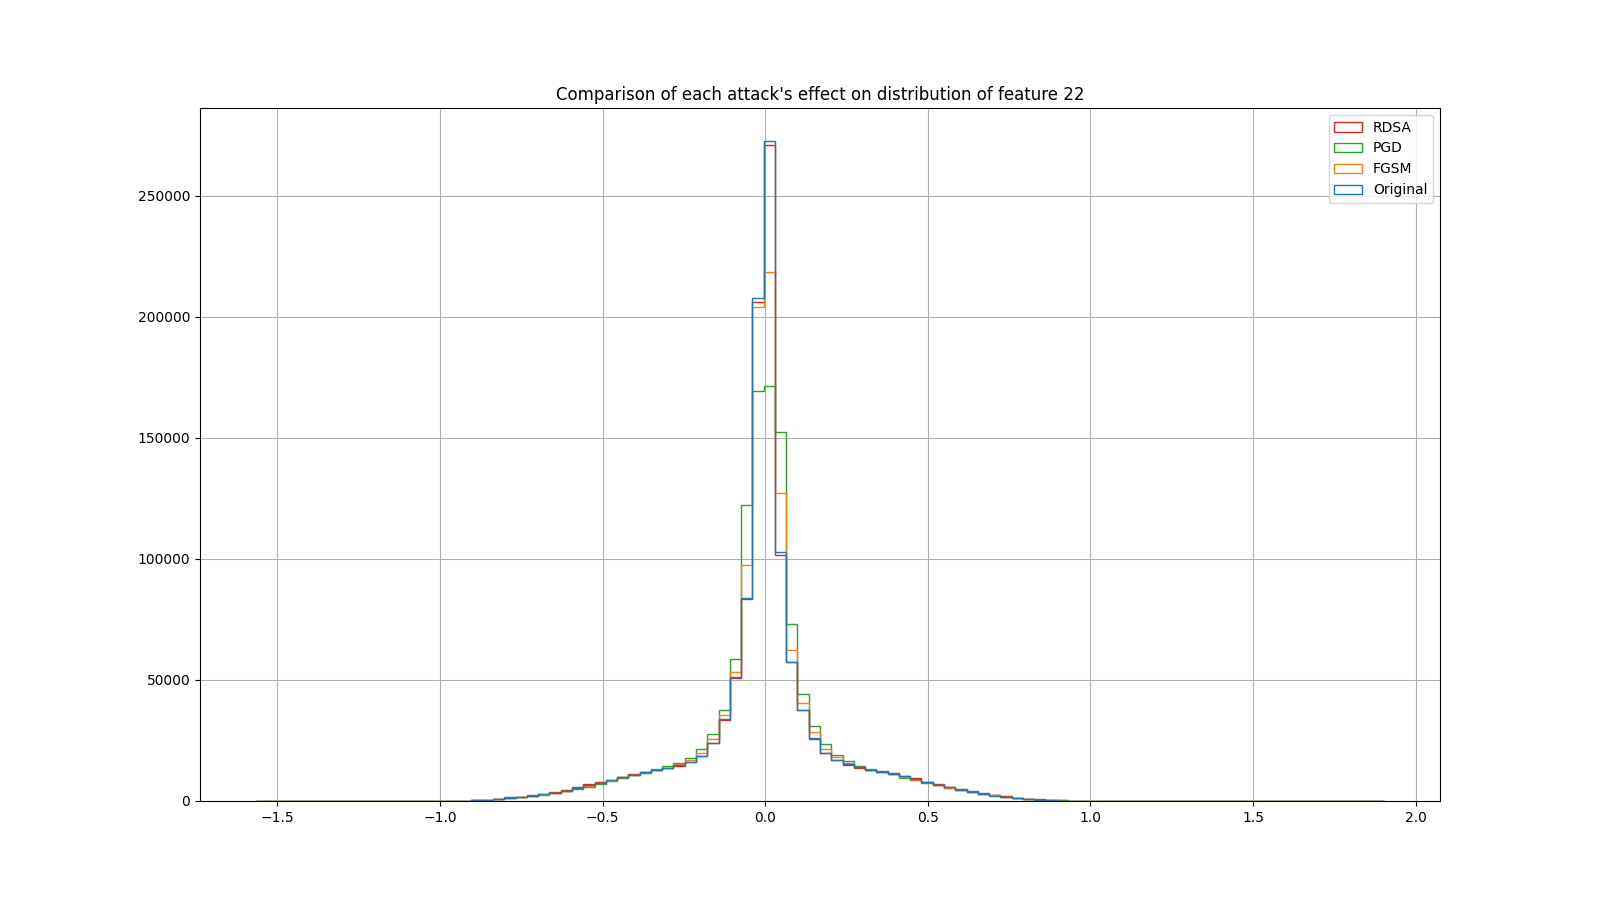 Comparison of each attack's effect on distribution of feature 22
RDSA
PGD
FGSM
Original
250000
200000
150000
100000
50000
0
−1.5 −1.0 −0.5 0.0 0.5 1.0 1.5 2.0